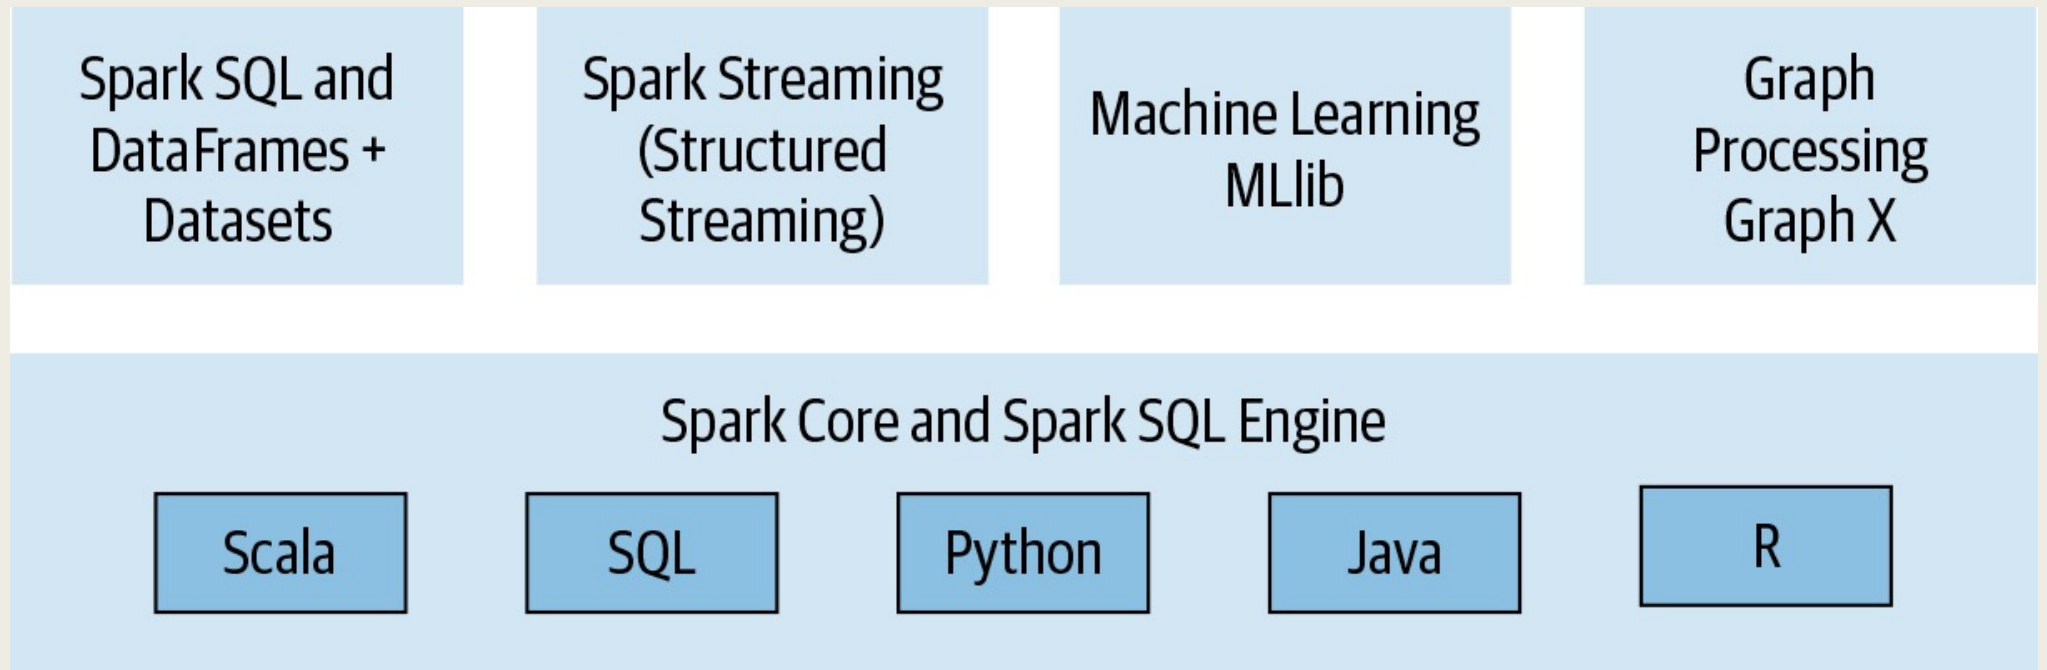 Spark SQL and
DataFrames +
Datasets
Spark Streaming
(Structured
Streaming)
Machine Learning
MLlib
Graph
Processing
Graph X
Spark Core and Spark SQL Engine
Scala
SQL
Python
Java
R